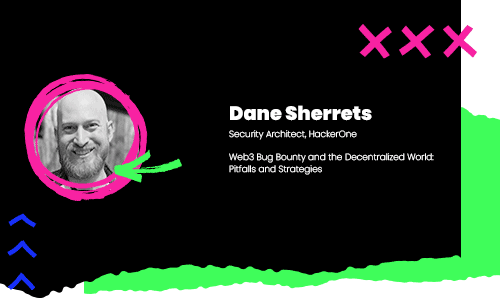 Dane Sherrets
Security Architect, HackerOne
Web3 Bug Bounty and the Decentralized World:
Pitfalls and Strategies